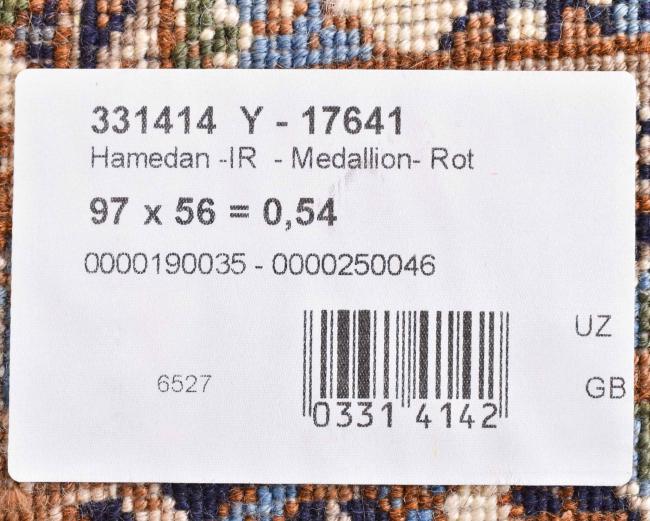 331414 Y - 17641
Hamedan -IR - Medallion- Rot
97 x 56 = 0,54
0000190035 - 0000250046
UZ
6527
GB
0331 4142